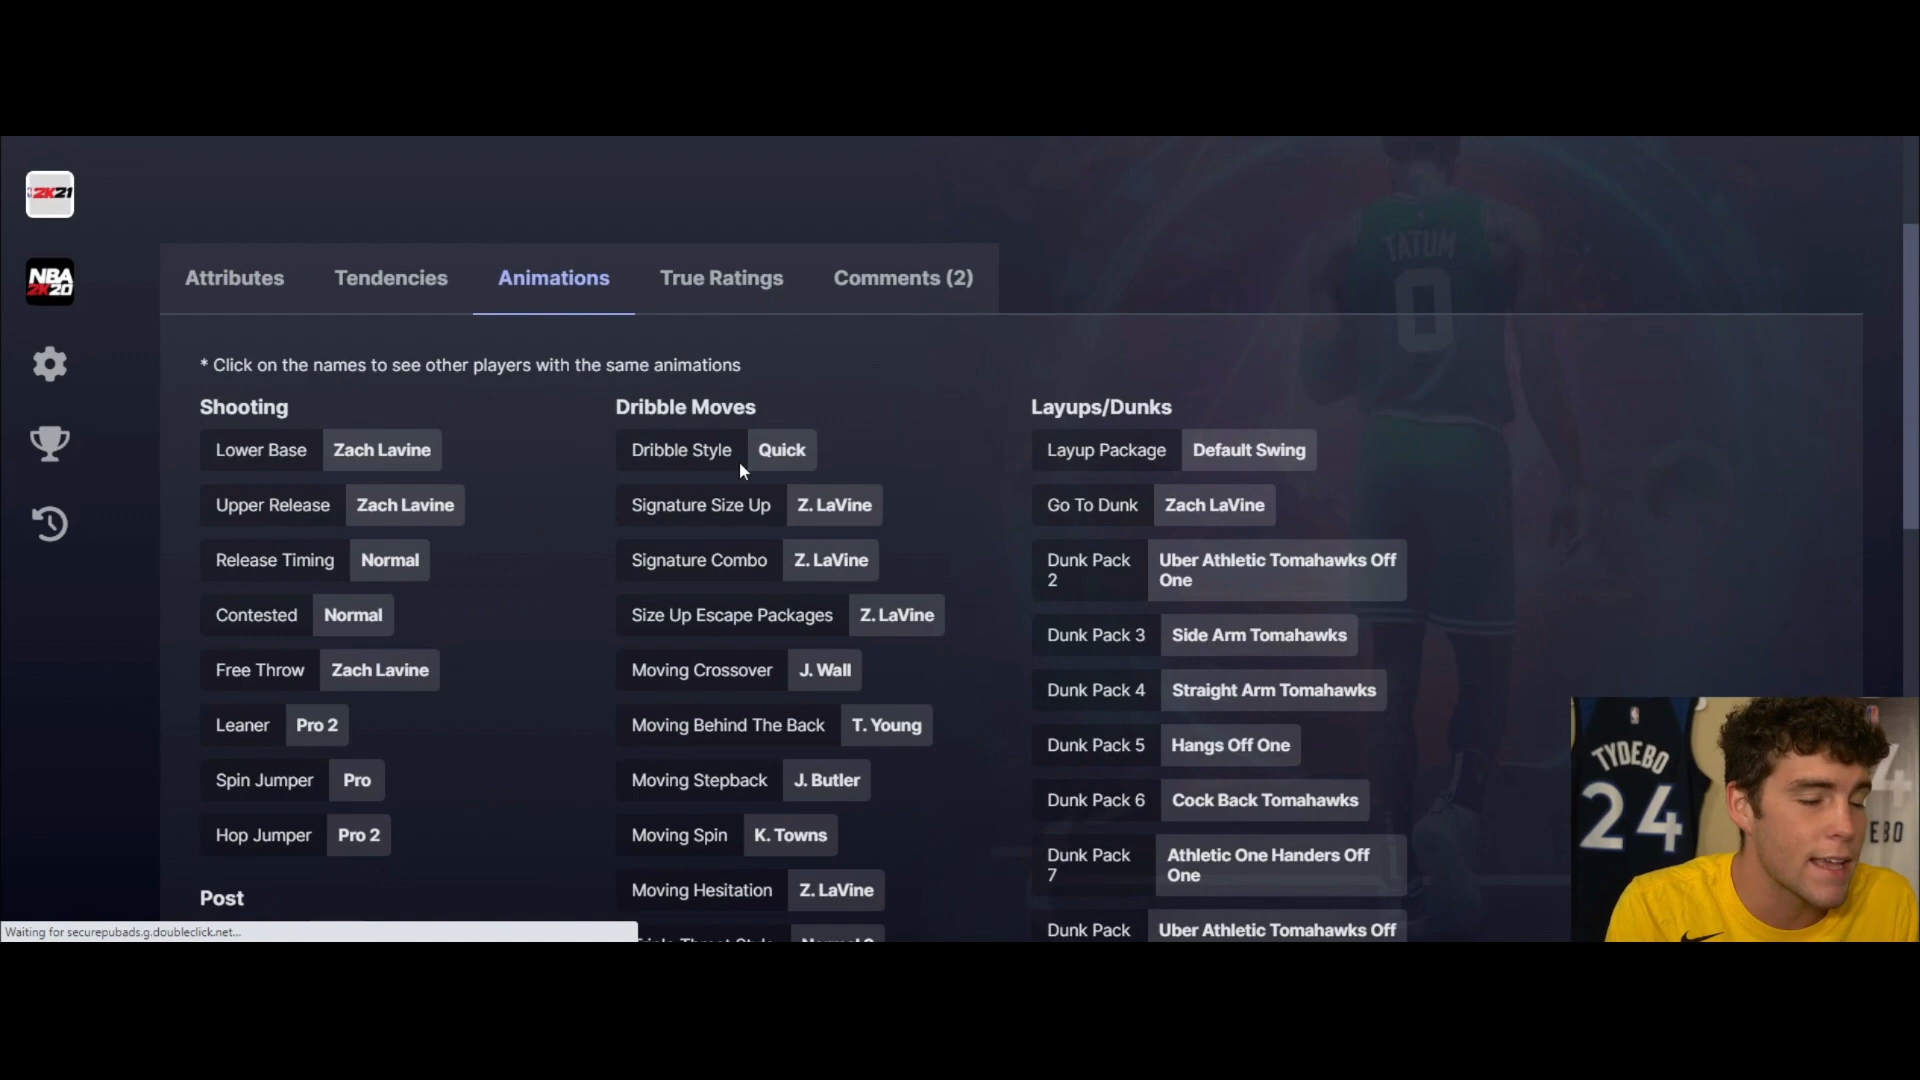 2K21
NBA
2K20
Attributes
Tendencies
Animations
True Ratings
Comments (2)
TATUM
0
* Click on the names to see other players with the same animations
Shooting
Lower Base Zach Lavine
Upper Release Zach Lavine
Release Timing Normal
Contested Normal
Free Throw Zach Lavine
Leaner Pro 2
Spin Jumper Pro
Hop Jumper Pro 2
Post
Dribble Moves
Dribble Style Quick
Signature Size Up Z. LaVine
Signature Combo Z. LaVine
Size Up Escape Packages Z. LaVine
Moving Crossover J. Wall
Moving Behind The Back T. Young
Moving Stepback J. Butler
Moving Spin K. Towns
Moving Hesitation Z. LaVine
Layups/Dunks
Layup Package Default Swing
Go To Dunk Zach LaVine
Dunk Pack 2 Uber Athletic Tomahawks Off One
Dunk Pack 3 Side Arm Tomahawks
Dunk Pack 4 Straight Arm Tomahawks
Dunk Pack 5 Hangs Off One
Dunk Pack 6 Cock Back Tomahawks
Dunk Pack 7 Athletic One Handers Off One
Dunk Pack Uber Athletic Tomahawks Off
TYDEBO
24
4
EBO
Waiting for securepubads.g.doubleclick.net...